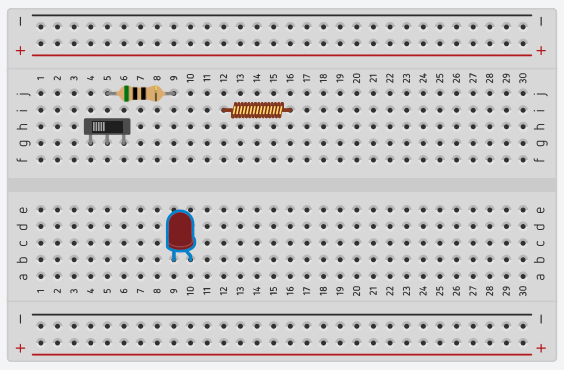 − −
+ +
1 2 3 4 5 6 7 8 9 10 11 12 13 14 15 16 17 18 19 20 21 22 23 24 25 26 27 28 29 30
j j
i i
h h
g g
f f
e e
d d
c c
b b
a a
1 2 3 4 5 6 7 8 9 10 11 12 13 14 15 16 17 18 19 20 21 22 23 24 25 26 27 28 29 30
− −
+ +